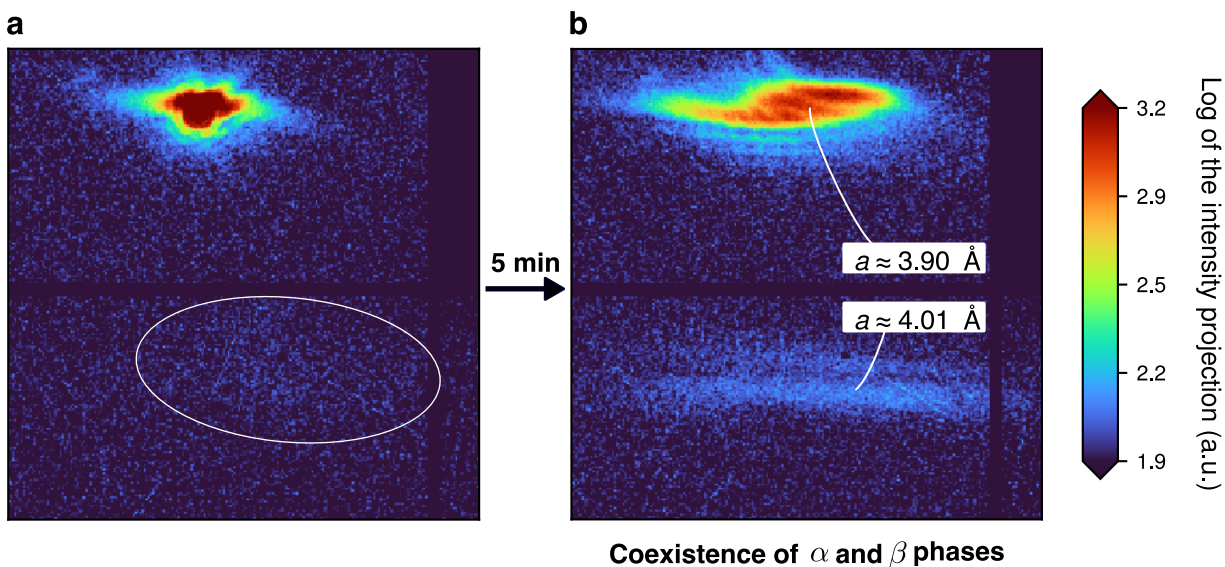 a
b
5 min
a ≈ 3.90 Å
a ≈ 4.01 Å
Coexistence of α and β phases
3.2
2.9
2.5
2.2
1.9
Log of the intensity projection (a.u.)